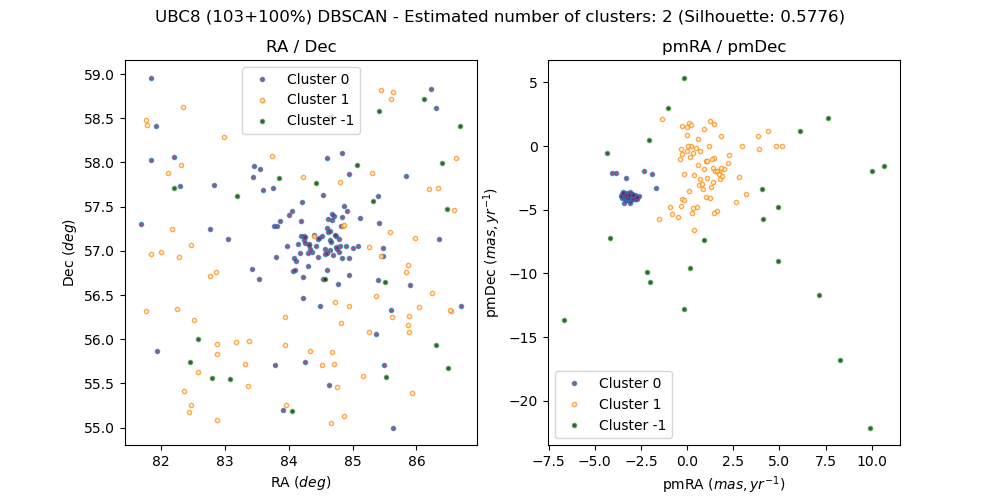 UBC8 (103+100%) DBSCAN - Estimated number of clusters: 2 (Silhouette: 0.5776)
RA / Dec
59.0
58.5
58.0
57.5
57.0
56.5
56.0
55.5
55.0
Dec (deg)
Cluster 0
Cluster 1
Cluster -1
82
83
84
85
86
RA (deg)
pmRA / pmDec
5
0
−5
−10
−15
−20
pmDec (mas, yr⁻¹)
Cluster 0
Cluster 1
Cluster -1
−7.5
−5.0
−2.5
0.0
2.5
5.0
7.5
10.0
pmRA (mas, yr⁻¹)